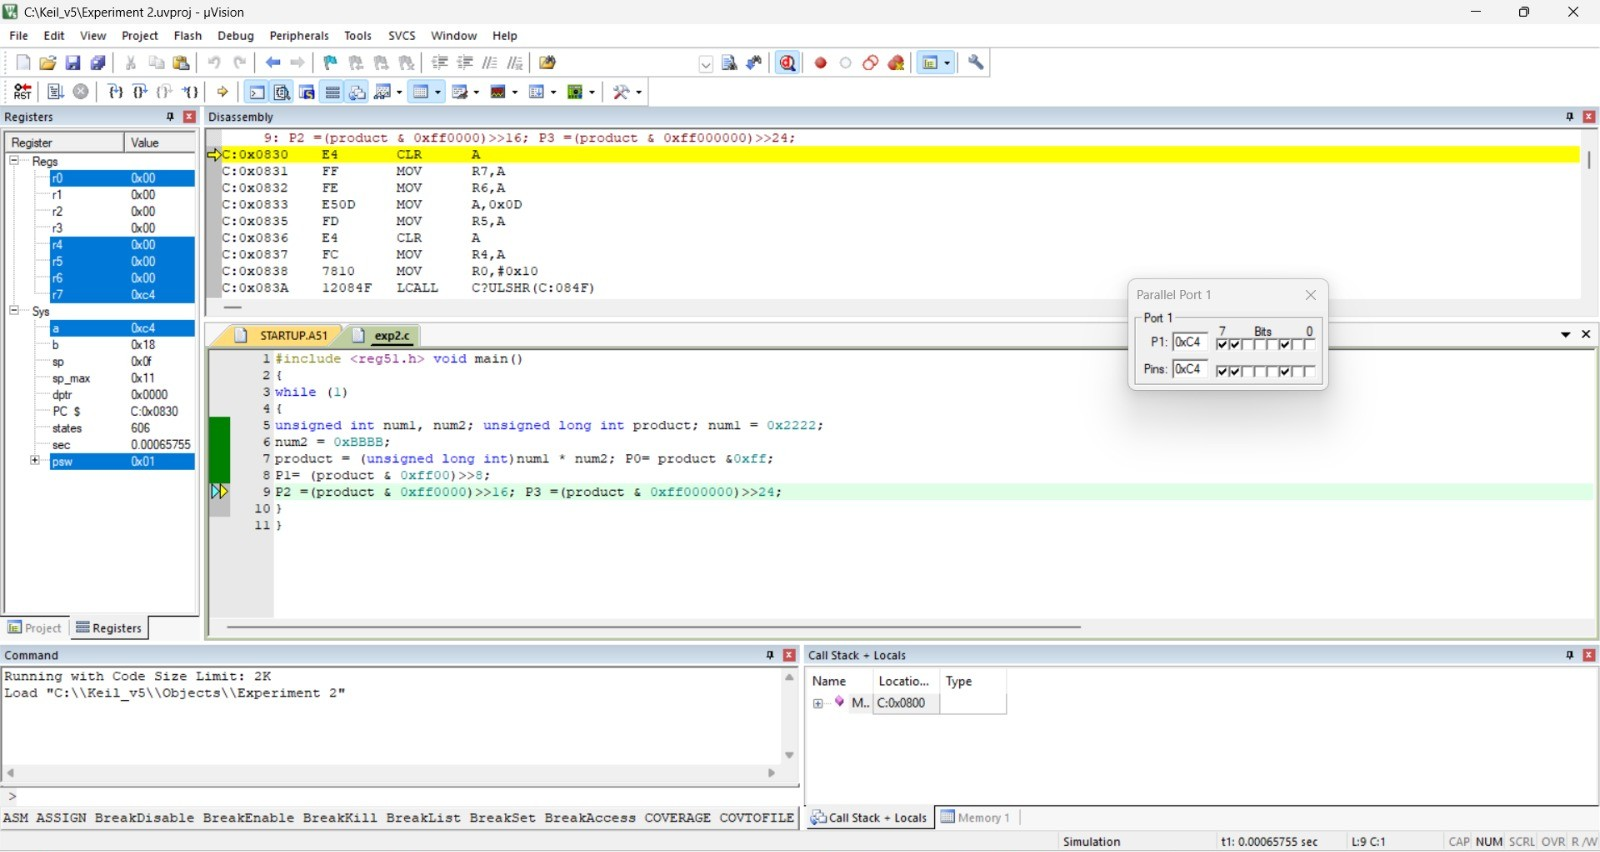 C:\Keil_v5\Experiment 2.uvproj - µVision
File Edit View Project Flash Debug Peripherals Tools SVCS Window Help
RST
Registers
Register Value
Regs
r0 0x00
r1 0x00
r2 0x00
r3 0x00
r4 0x00
r5 0x00
r6 0x00
r7 0xc4
Sys
a 0xc4
b 0x18
sp 0x0f
sp_max 0x11
dptr 0x0000
PC $ C:0x0830
states 606
sec 0.00065755
psw 0x01
Project Registers
Disassembly
9: P2 =(product & 0xff0000)>>16; P3 =(product & 0xff000000)>>24;
C:0x0830 E4 CLR A
C:0x0831 FF MOV R7,A
C:0x0832 FE MOV R6,A
C:0x0833 E50D MOV A,0x0D
C:0x0835 FD MOV R5,A
C:0x0836 E4 CLR A
C:0x0837 FC MOV R4,A
C:0x0838 7810 MOV R0,#0x10
C:0x083A 12084F LCALL C?ULSHR(C:084F)
STARTUP.A51 exp2.c
1 #include <reg51.h> void main()
2 {
3 while (1)
4 {
5 unsigned int num1, num2; unsigned long int product; num1 = 0x2222;
6 num2 = 0xBBBB;
7 product = (unsigned long int)num1 * num2; P0= product &0xff;
8 P1= (product & 0xff00)>>8;
9 P2 =(product & 0xff0000)>>16; P3 =(product & 0xff000000)>>24;
10 }
11 }
Parallel Port 1
Port 1
7 Bits 0
P1: 0xC4
Pins: 0xC4
Command
Running with Code Size Limit: 2K
Load "C:\\Keil_v5\\Objects\\Experiment 2"
>
ASM ASSIGN BreakDisable BreakEnable BreakKill BreakList BreakSet BreakAccess COVERAGE COVTOFILE
Call Stack + Locals
Name Locatio... Type
M.. C:0x0800
Call Stack + Locals Memory 1
Simulation t1: 0.00065755 sec L:9 C:1 CAP NUM SCRL OVR R/W